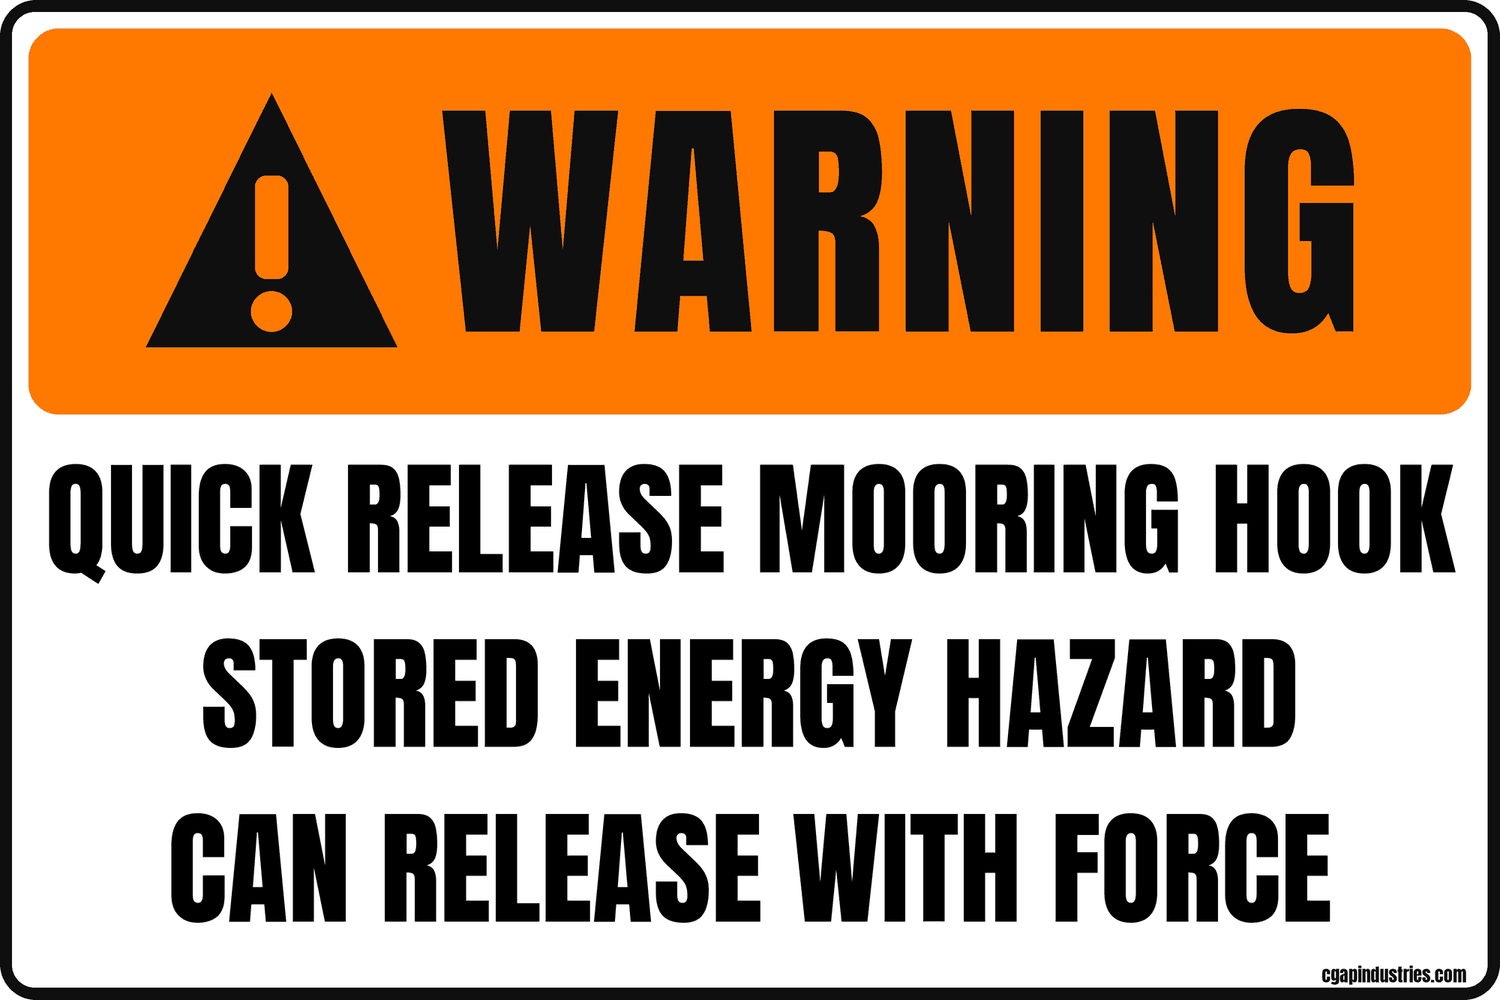 WARNING
QUICK RELEASE MOORING HOOK
STORED ENERGY HAZARD
CAN RELEASE WITH FORCE
cgapindustries.com